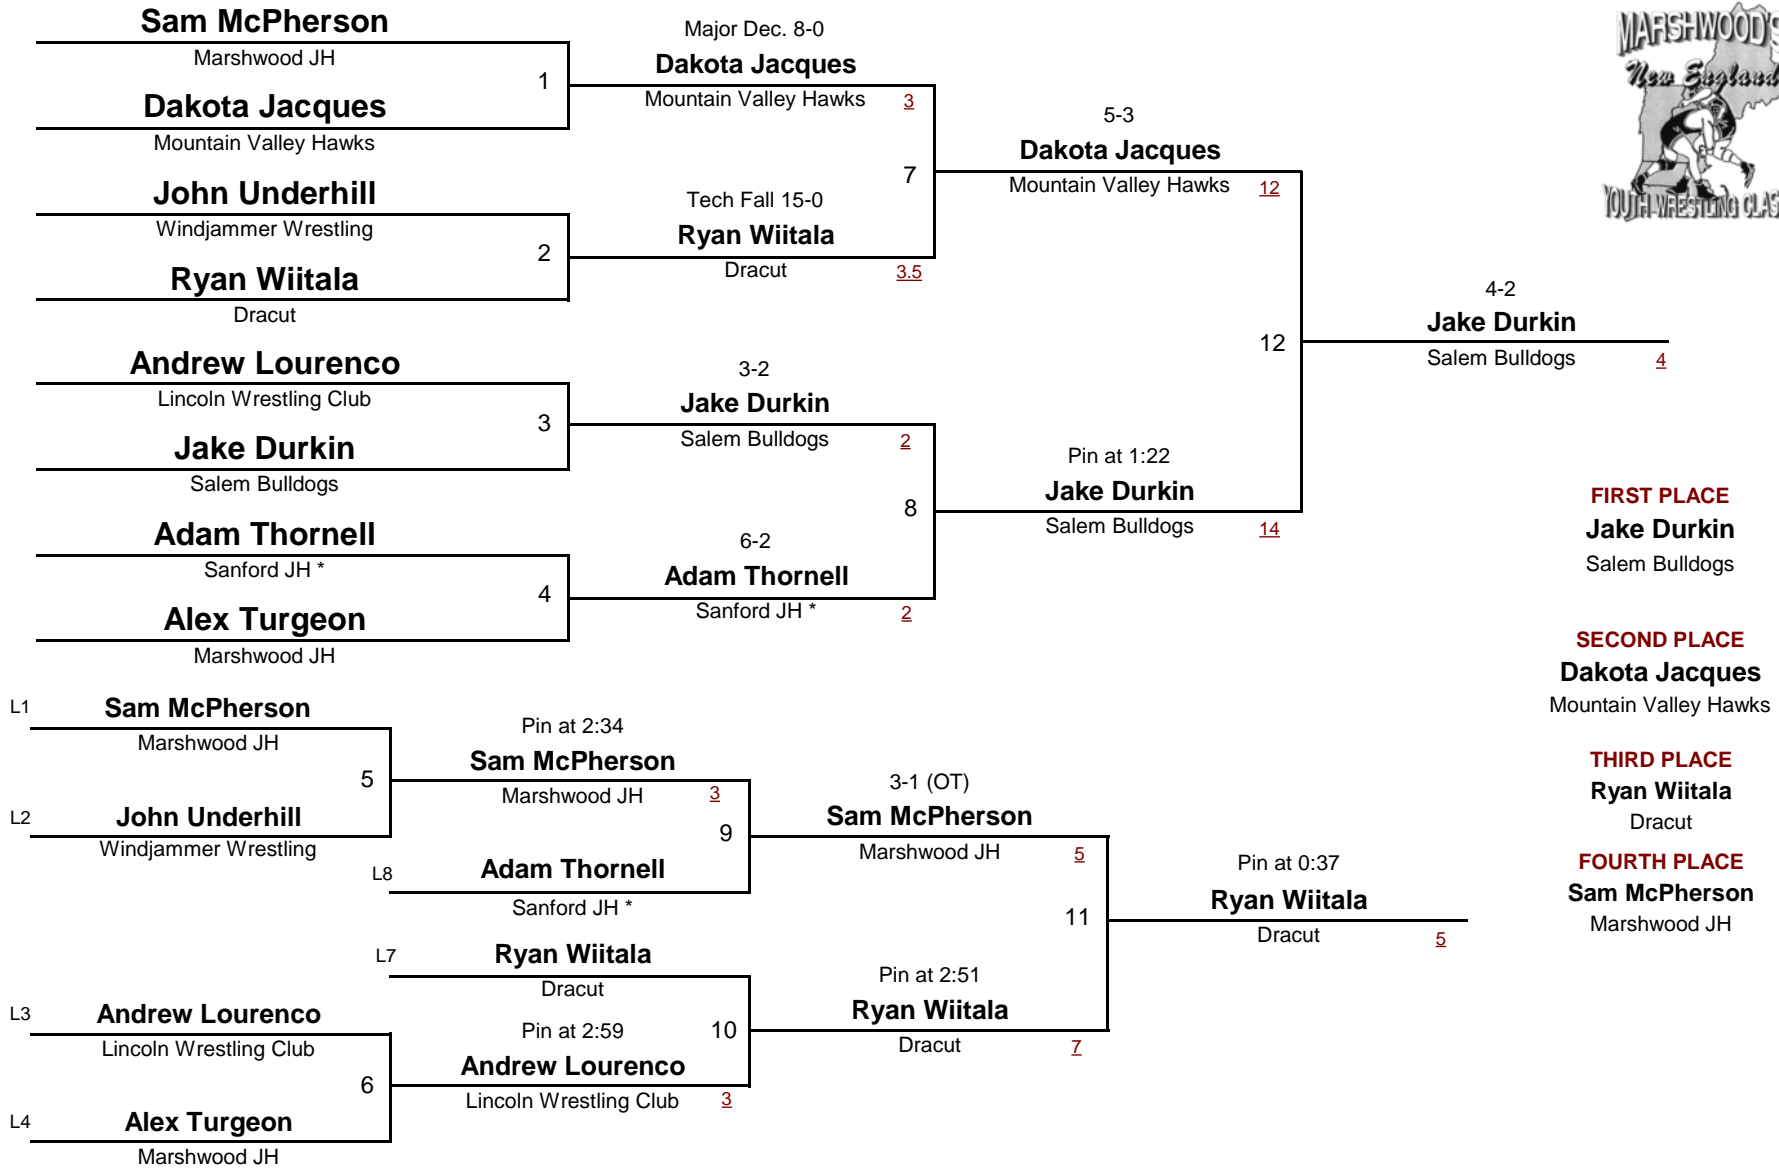 Sam McPherson
Marshwood JH
1
Dakota Jacques
Mountain Valley Hawks
John Underhill
Windjammer Wrestling
2
Ryan Wiitala
Dracut
Andrew Lourenco
Lincoln Wrestling Club
3
Jake Durkin
Salem Bulldogs
Adam Thornell
Sanford JH *
4
Alex Turgeon
Marshwood JH
Major Dec. 8-0
Dakota Jacques
Mountain Valley Hawks 3
7
Tech Fall 15-0
Ryan Wiitala
Dracut 3.5
3-2
Jake Durkin
Salem Bulldogs 2
8
6-2
Adam Thornell
Sanford JH * 2
5-3
Dakota Jacques
Mountain Valley Hawks 12
12
Pin at 1:22
Jake Durkin
Salem Bulldogs 14
4-2
Jake Durkin
Salem Bulldogs 4
MARSHWOOD'S
New England
YOUTH WRESTLING CLAS
FIRST PLACE
Jake Durkin
Salem Bulldogs
SECOND PLACE
Dakota Jacques
Mountain Valley Hawks
THIRD PLACE
Ryan Wiitala
Dracut
FOURTH PLACE
Sam McPherson
Marshwood JH
L1 Sam McPherson
Marshwood JH
5
L2 John Underhill
Windjammer Wrestling
L3 Andrew Lourenco
Lincoln Wrestling Club
6
L4 Alex Turgeon
Marshwood JH
Pin at 2:34
Sam McPherson
Marshwood JH 3
9
L8 Adam Thornell
Sanford JH *
L7 Ryan Wiitala
Dracut
Pin at 2:59 10
Andrew Lourenco
Lincoln Wrestling Club 3
3-1 (OT)
Sam McPherson
Marshwood JH 5
11
Pin at 2:51
Ryan Wiitala
Dracut 7
Pin at 0:37
Ryan Wiitala
Dracut 5